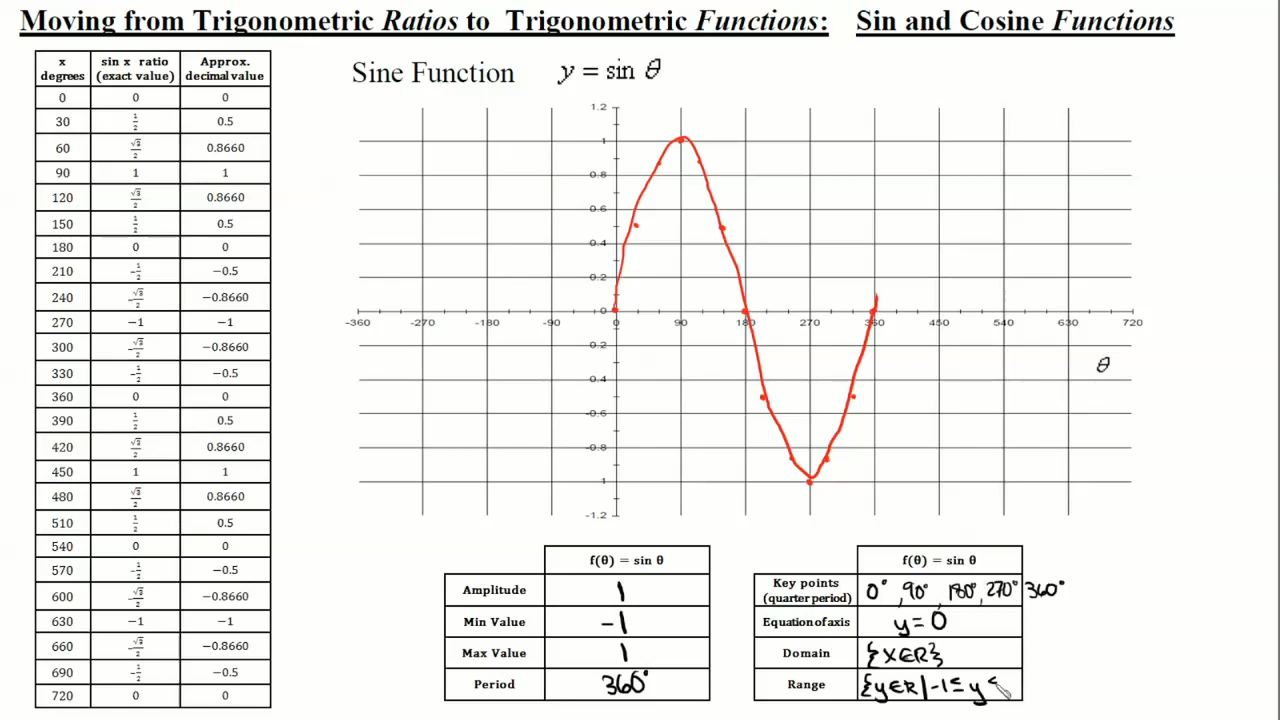 Moving from Trigonometric Ratios to Trigonometric Functions: Sin and Cosine Functions
x degrees | sin x ratio (exact value) | Approx. decimal value
0 | 0 | 0
30 | 1/2 | 0.5
60 | √3/2 | 0.8660
90 | 1 | 1
120 | √3/2 | 0.8660
150 | 1/2 | 0.5
180 | 0 | 0
210 | -1/2 | −0.5
240 | -√3/2 | −0.8660
270 | −1 | −1
300 | -√3/2 | −0.8660
330 | -1/2 | −0.5
360 | 0 | 0
390 | 1/2 | 0.5
420 | √3/2 | 0.8660
450 | 1 | 1
480 | √3/2 | 0.8660
510 | 1/2 | 0.5
540 | 0 | 0
570 | -1/2 | −0.5
600 | -√3/2 | −0.8660
630 | −1 | −1
660 | -√3/2 | −0.8660
690 | -1/2 | −0.5
720 | 0 | 0
Sine Function y = sin θ
1.2
1
0.8
0.6
0.4
0.2
0
-360 -270 -180 -90 0 90 180 270 360 450 540 630 720
0.2
θ
0.4
-0.6
-0.8
1
-1.2
f(θ) = sin θ
Amplitude 1
Min Value −1
Max Value 1
Period 360°
f(θ) = sin θ
Key points (quarter period) 0°, 90°, 180°, 270° 360°
Equation of axis y = 0
Domain {X∈R}
Range {y∈R | -1 ≤ y ≤